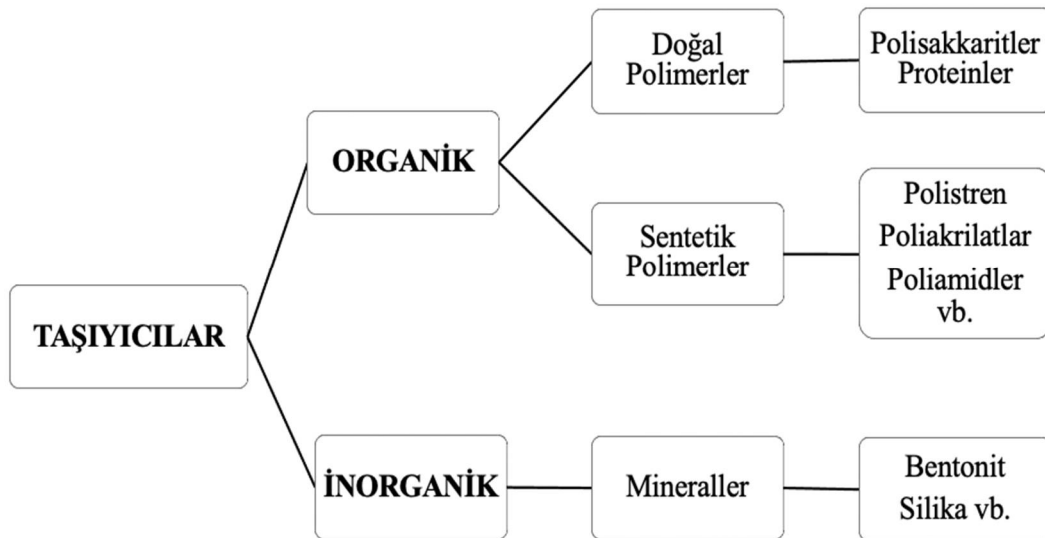 TAŞIYICILAR
ORGANİK
Doğal
Polimerler
Polisakkaritler
Proteinler
Sentetik
Polimerler
Polistren
Poliakrilatlar
Poliamidler
vb.
İNORGANİK
Mineraller
Bentonit
Silika vb.